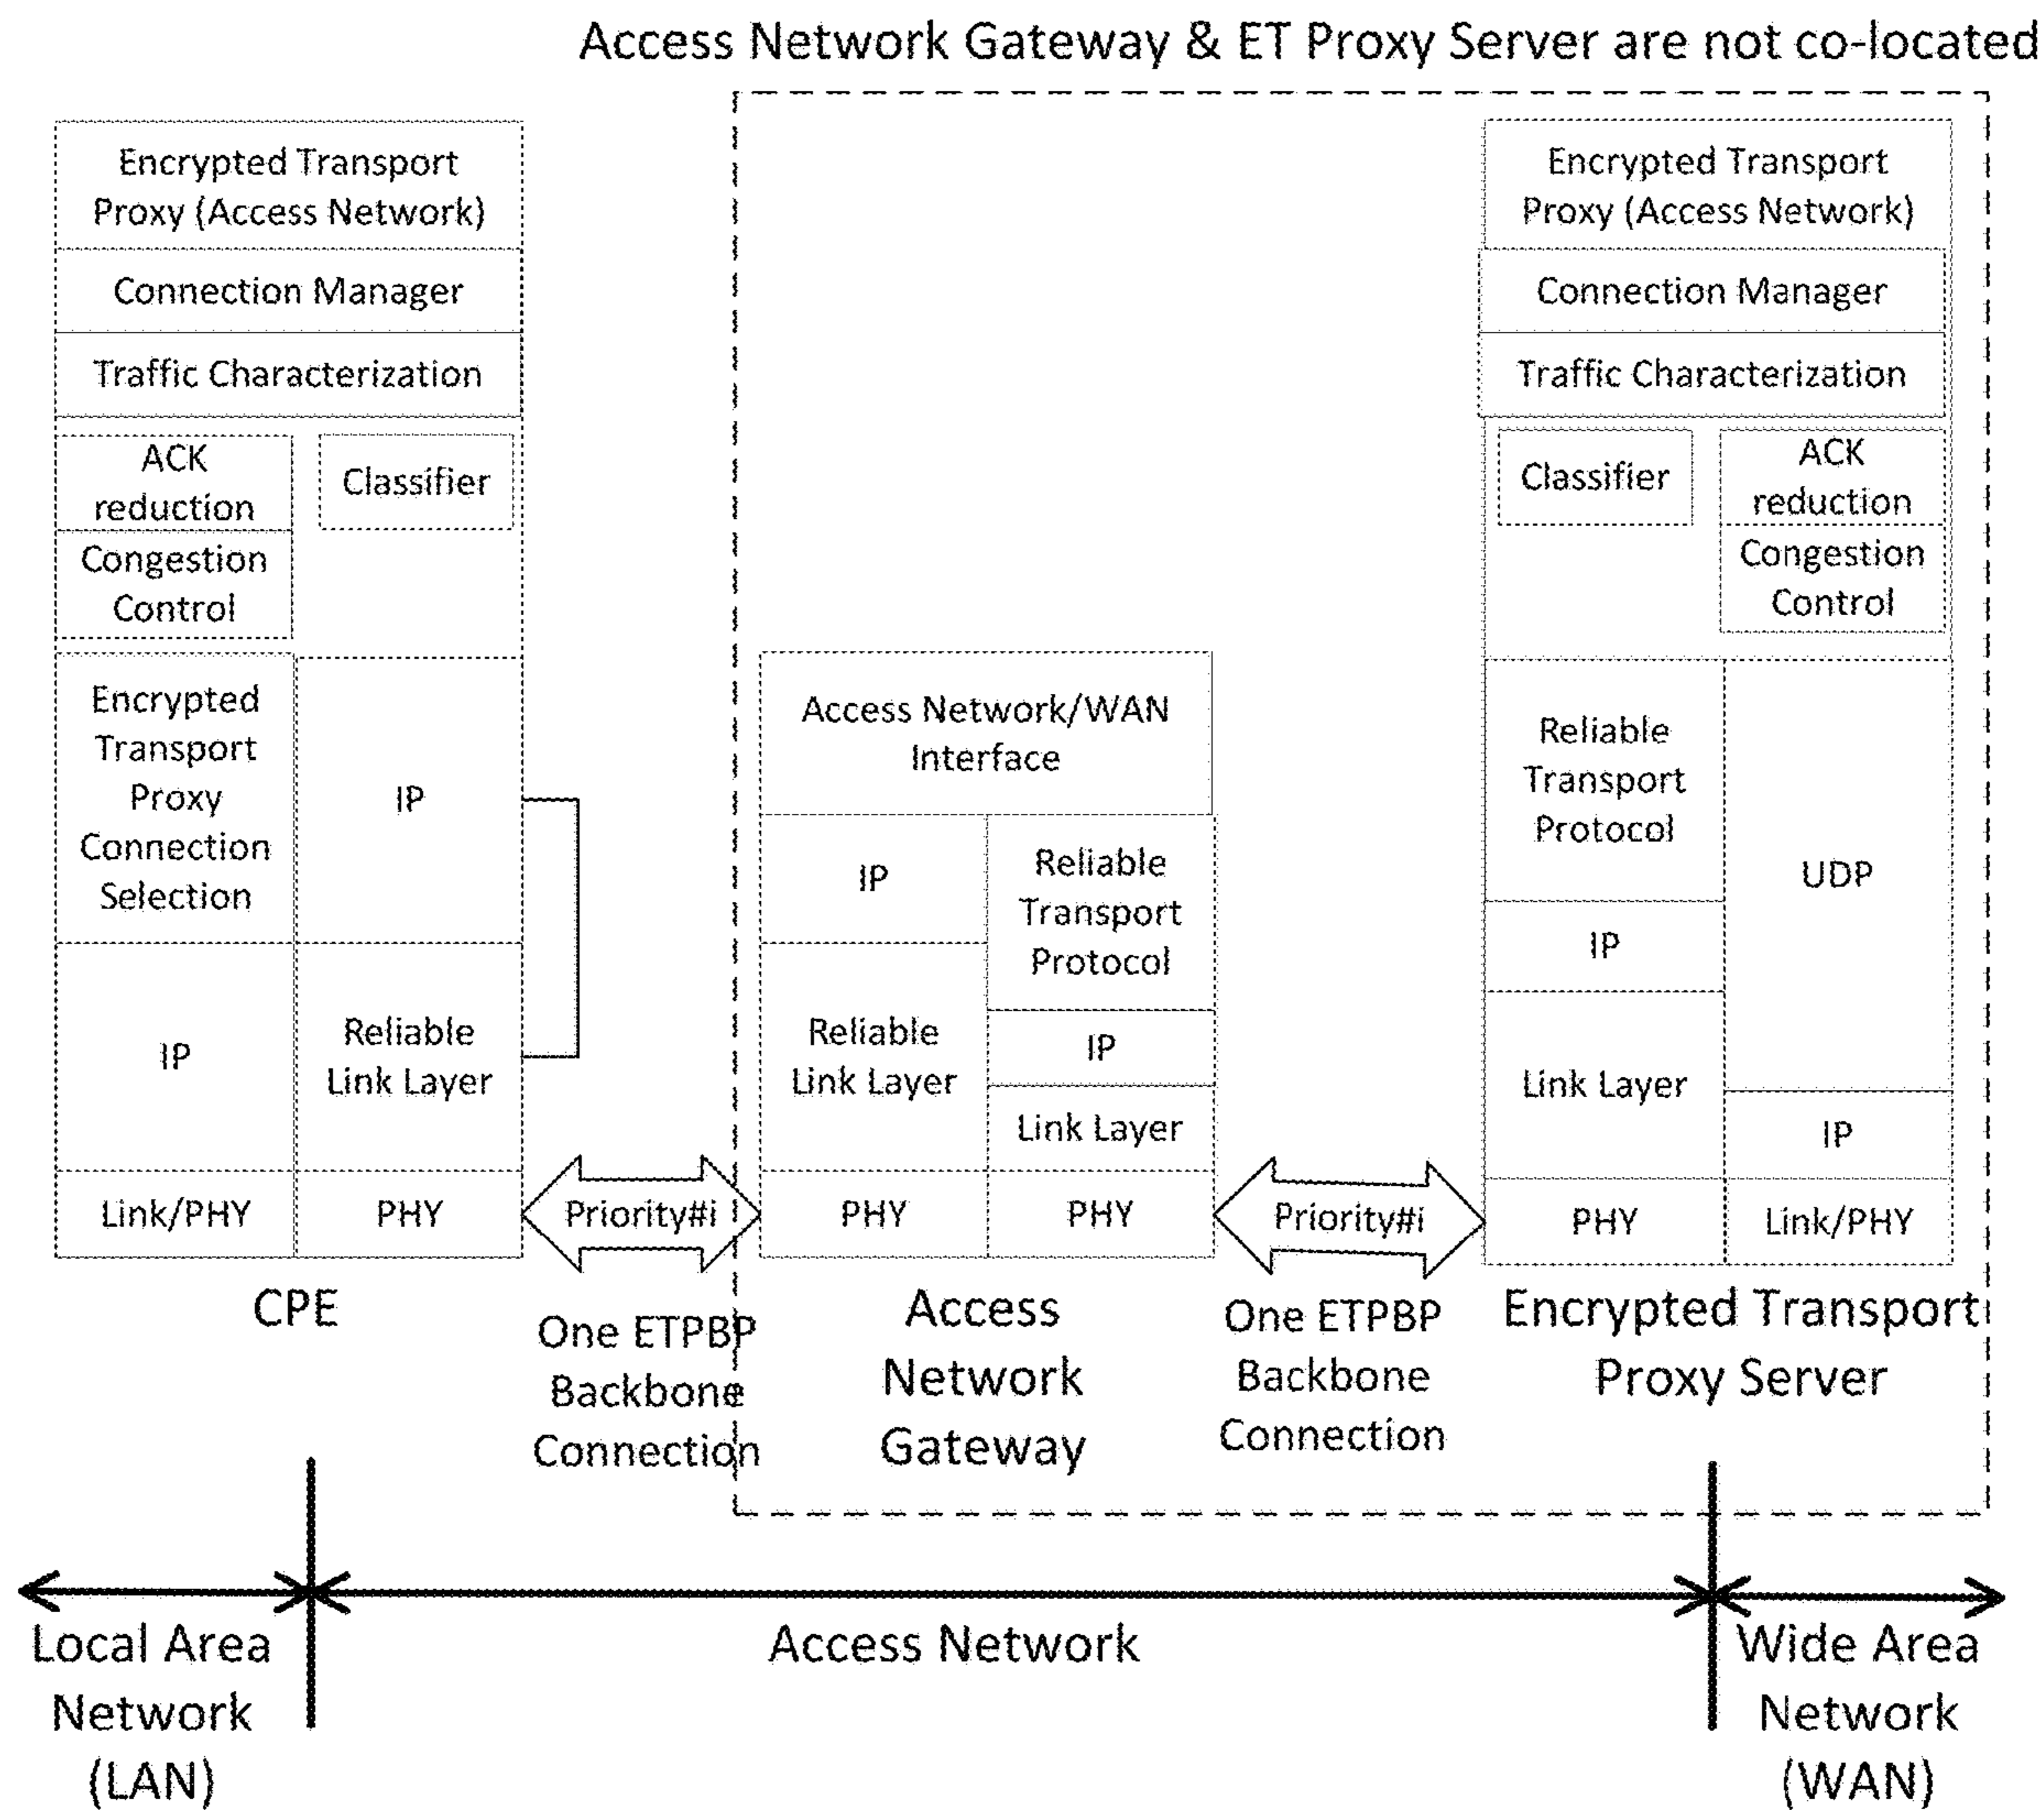 Access Network Gateway & ET Proxy Server are not co-located
Encrypted Transport
Proxy (Access Network)
Connection Manager
Traffic Characterization
ACK
reduction
Classifier
Congestion
Control
Encrypted
Transport
Proxy
Connection
Selection
IP
IP
Reliable
Link Layer
Link/PHY
PHY
CPE
Priority#i
One ETPBP
Backbone
Connection
Access Network/WAN
Interface
IP
Reliable
Transport
Protocol
Reliable
Link Layer
IP
Link Layer
PHY
PHY
Access
Network
Gateway
Priority#i
One ETPBP
Backbone
Connection
Encrypted Transport
Proxy (Access Network)
Connection Manager
Traffic Characterization
Classifier
ACK
reduction
Congestion
Control
Reliable
Transport
Protocol
UDP
IP
Link Layer
IP
PHY
Link/PHY
Encrypted Transport
Proxy Server
Local Area
Network
(LAN)
Access Network
Wide Area
Network
(WAN)